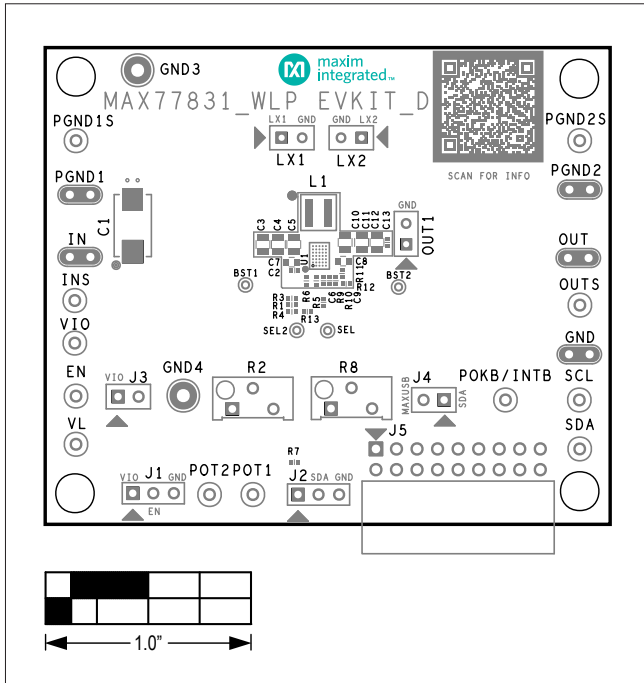 maxim
integrated™
GND3
MAX77831_WLP EVKIT_D
PGND1S
PGND2S
LX1 GND
GND LX2
LX1
LX2
SCAN FOR INFO
PGND1
PGND2
L1
C1
C3
C4
C5
C10
C11
C12
C13
GND
OUT1
IN
OUT
U1
C7
C2
C8
R11
R12
BST1
BST2
INS
OUTS
R6
C6
R9
R10
C9
R3
R1
R4
R5
R13
SEL2
SEL
VIO
GND
EN
VIO
J3
GND4
R2
R8
J4
MAXUSB
SDA
POKB/INTB
SCL
VL
SDA
J5
R7
VIO
J1
GND
EN
POT2
POT1
J2
SDA GND
1.0"